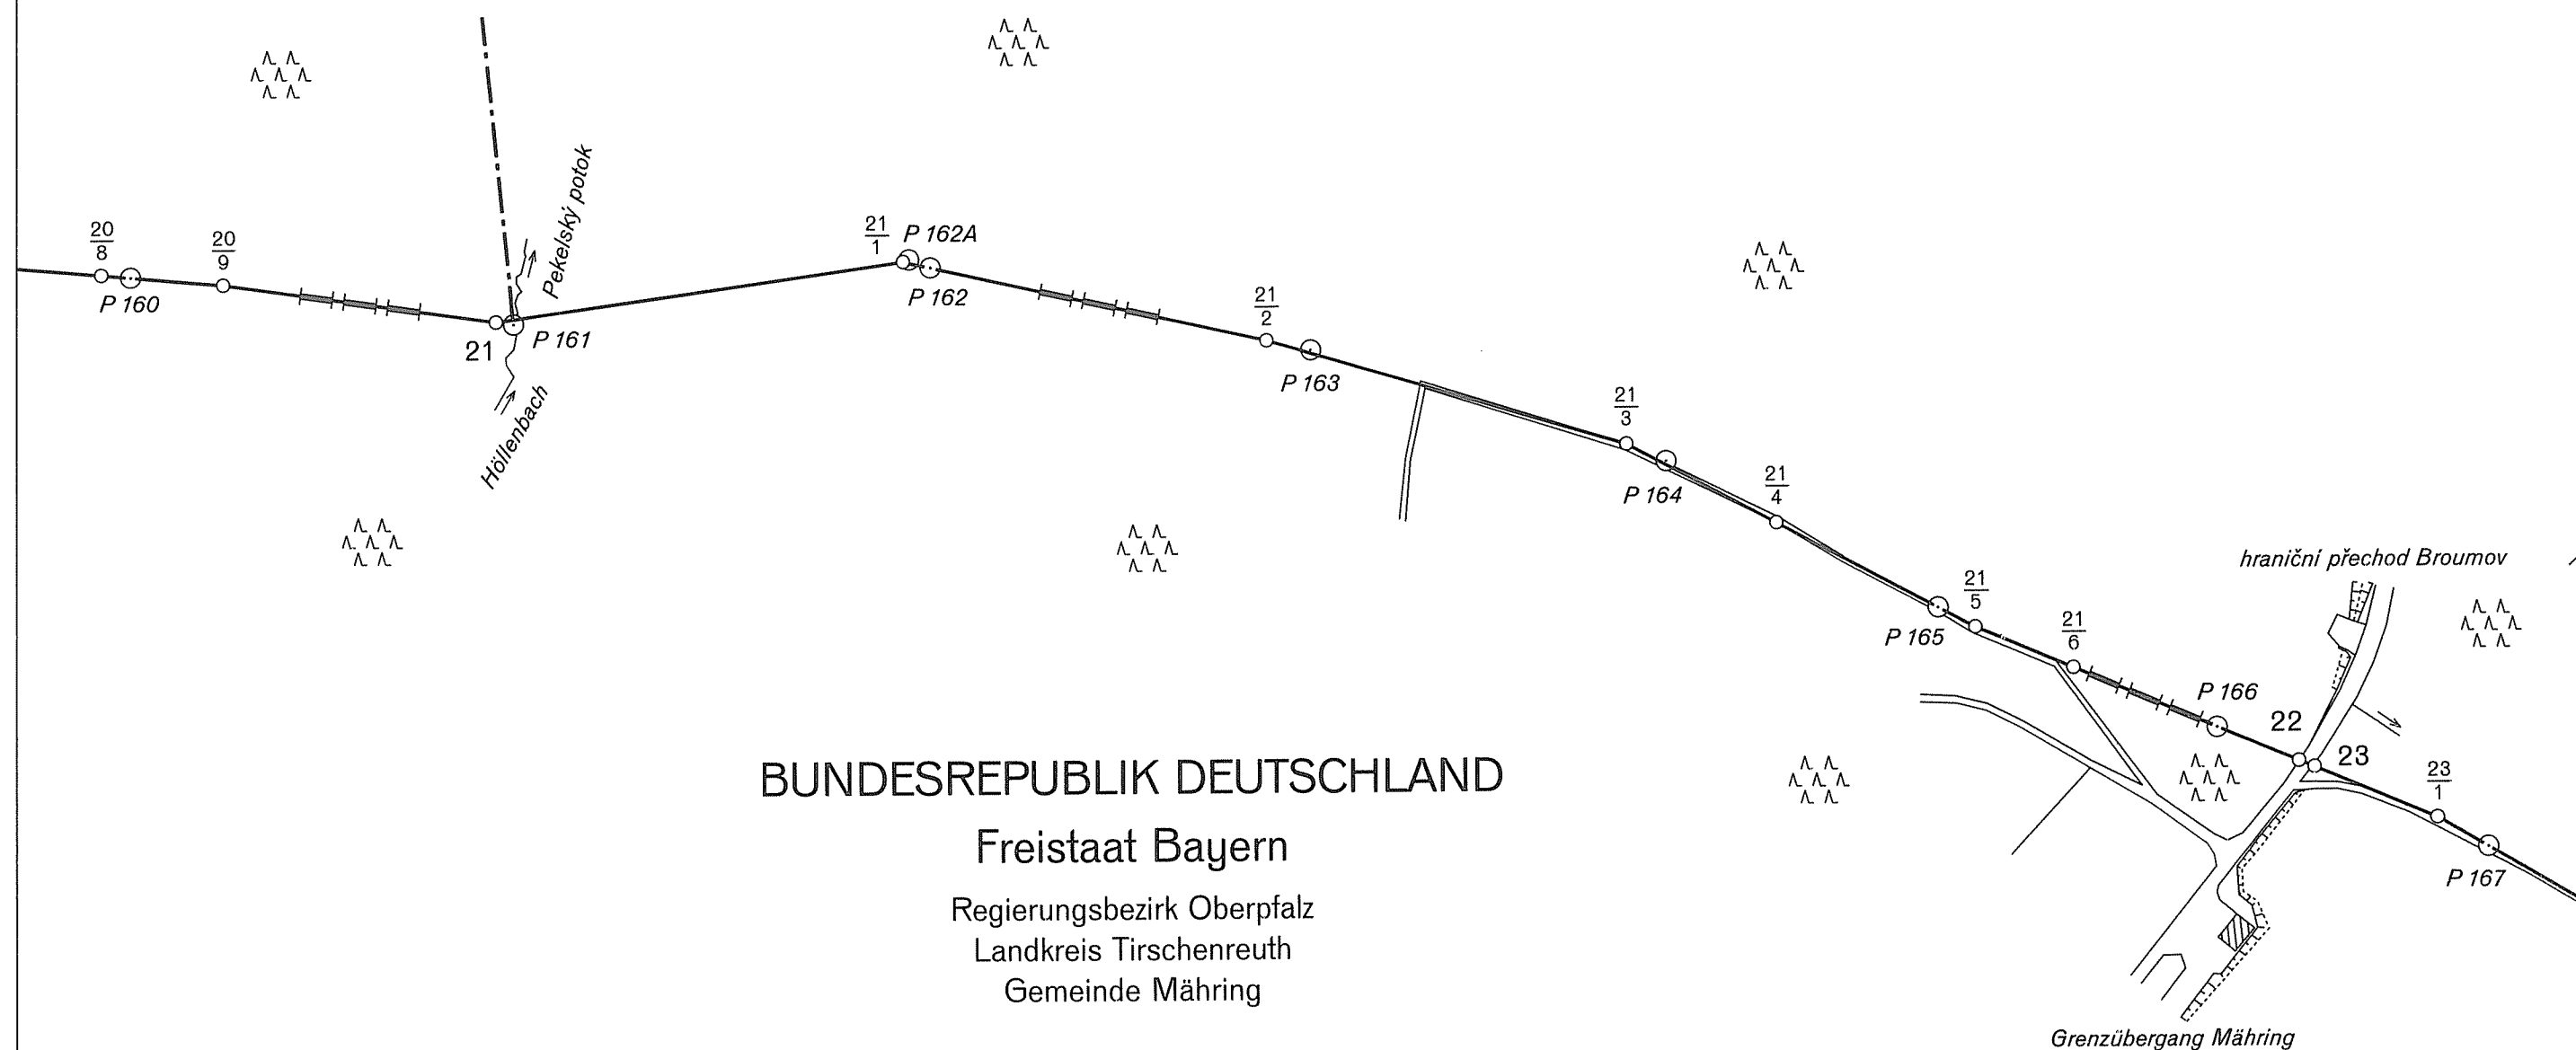 Pekelský potok
20
8
20
9
21
1
P 162A
P 160
P 162
21
2
21
P 161
P 163
Höllenbach
21
3
P 164
21
4
hraniční přechod Broumov
21
5
P 165
21
6
P 166
22
23
23
1
P 167
BUNDESREPUBLIK DEUTSCHLAND
Freistaat Bayern
Regierungsbezirk Oberpfalz
Landkreis Tirschenreuth
Gemeinde Mähring
Grenzübergang Mähring